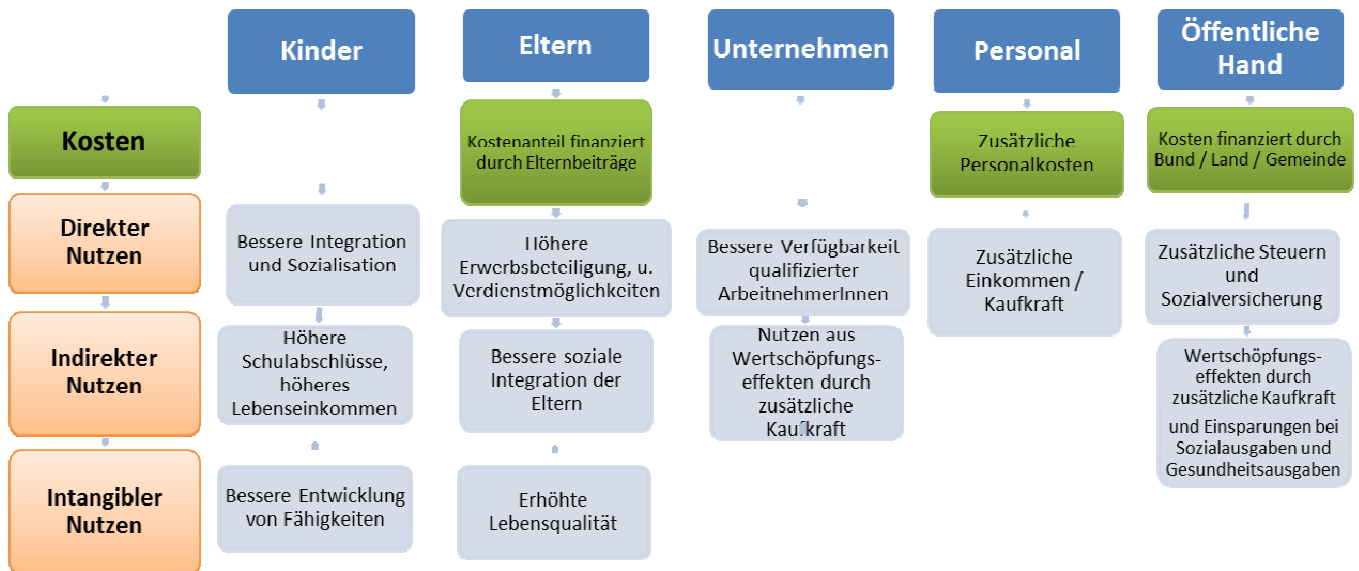 Kinder
Eltern
Unternehmen
Personal
Öffentliche
Hand
Kosten
Kostenanteil finanziert
durch Elternbeiträge
Zusätzliche
Personalkosten
Kosten finanziert durch
Bund / Land / Gemeinde
Direkter
Nutzen
Bessere Integration
und Sozialisation
Höhere
Erwerbsbeteiligung, u.
Verdienstmöglichkeiten
Bessere Verfügbarkeit
qualifizierter
ArbeitnehmerInnen
Zusätzliche
Einkommen /
Kaufkraft
Zusätzliche Steuern
und
Sozialversicherung
Indirekter
Nutzen
Höhere
Schulabschlüsse,
höheres
Lebenseinkommen
Bessere soziale
Integration der
Eltern
Nutzen aus
Wertschöpfungs-
effekten durch
zusätzliche
Kaufkraft
Wertschöpfungs-
effekten durch
zusätzliche Kaufkraft
und Einsparungen bei
Sozialausgaben und
Gesundheitsausgaben
Intangibler
Nutzen
Bessere Entwicklung
von Fähigkeiten
Erhöhte
Lebensqualität